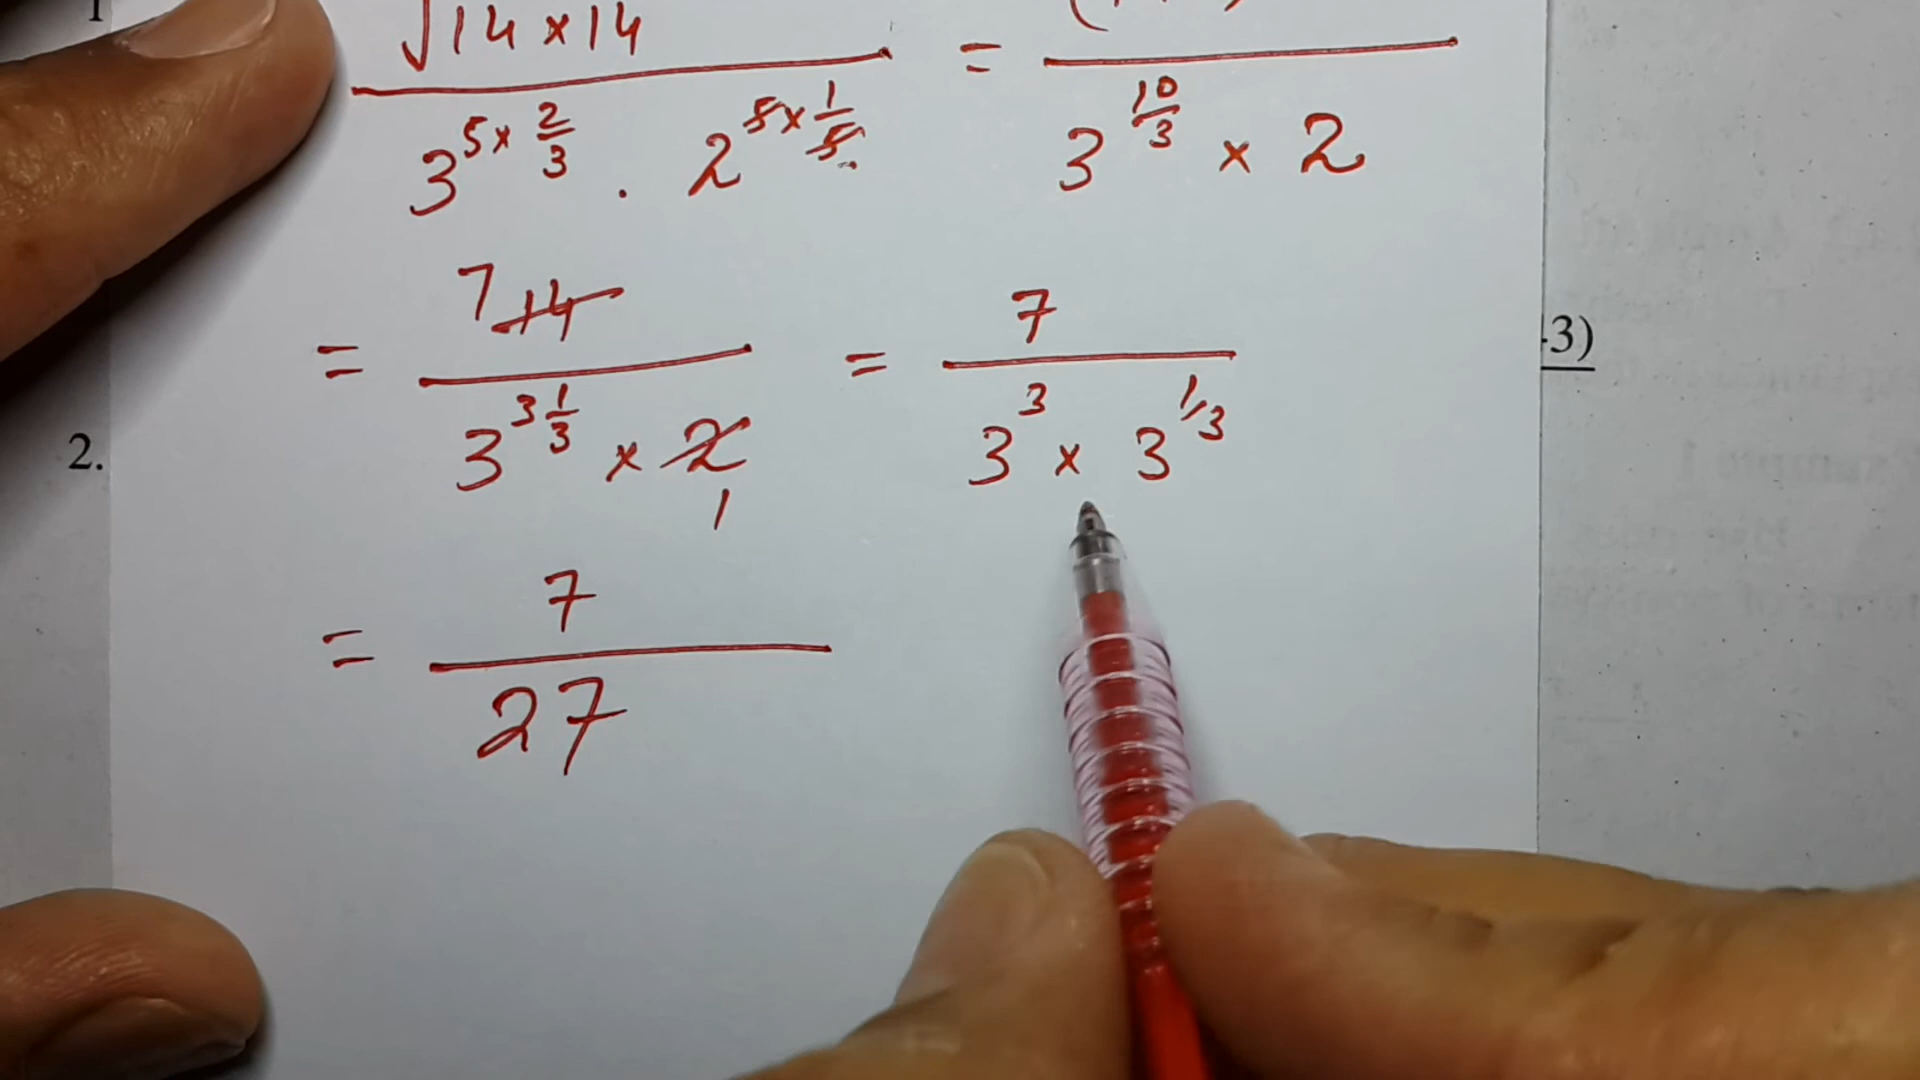 1
√14 × 14 / 3^(5 × 2/3) . 2^(5 × 1/5) = / 3^(10/3) × 2
= 7 14 / 3^(3 1/3) × 2 1 = 7 / 3^3 × 3^(1/3)
3)
2.
= 7 / 27